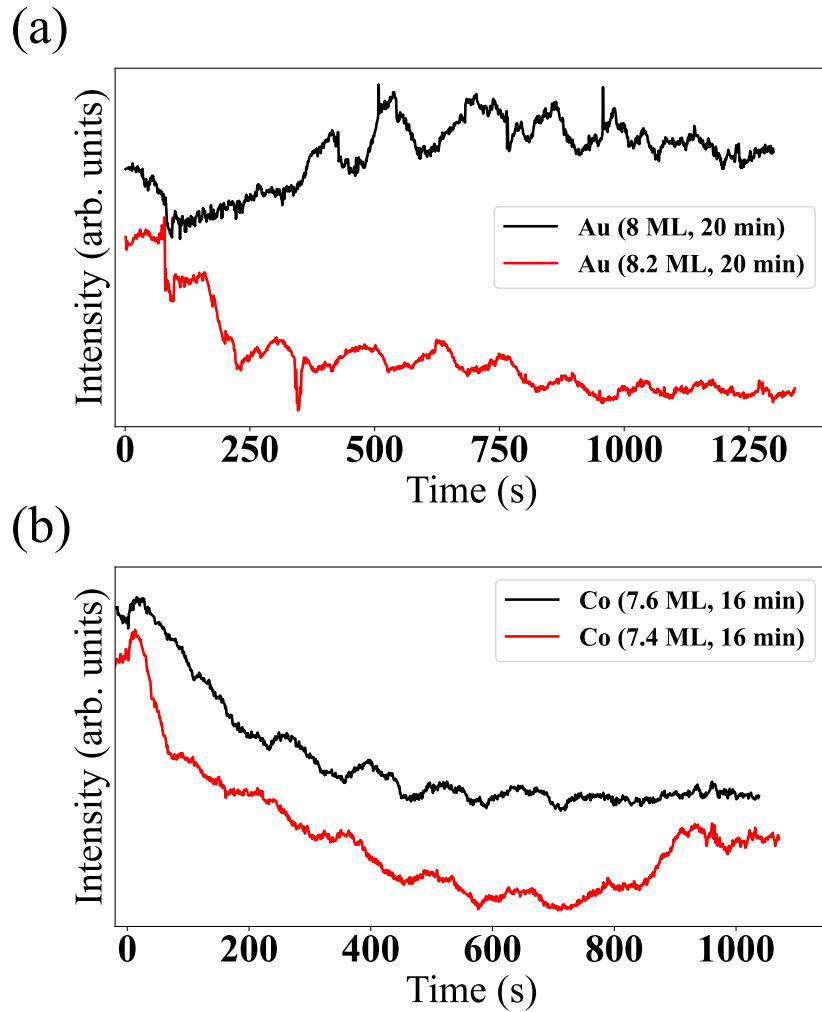 (a)
Intensity (arb. units)
Au (8 ML, 20 min)
Au (8.2 ML, 20 min)
0 250 500 750 1000 1250
Time (s)
(b)
Intensity (arb. units)
Co (7.6 ML, 16 min)
Co (7.4 ML, 16 min)
0 200 400 600 800 1000
Time (s)